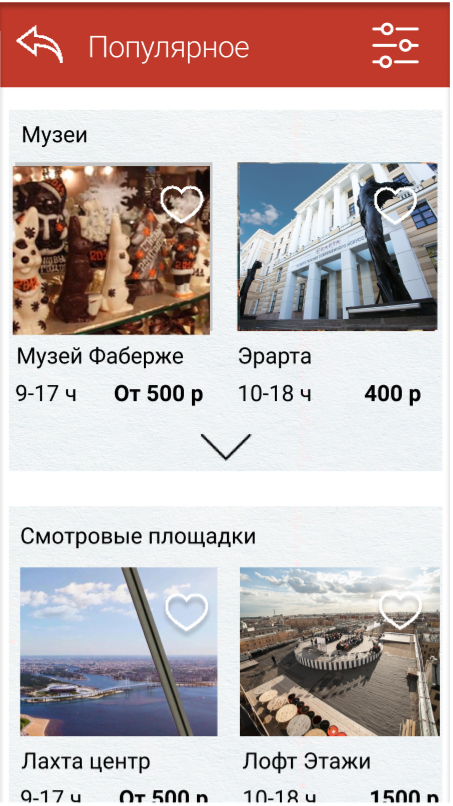 Популярное
Музеи
Музей Фаберже
Эрарта
9-17 ч
От 500 р
10-18 ч
400 р
Смотровые площадки
Лахта центр
Лофт Этажи
9-17 ч
От 500 р
10-18 ч
1500 р